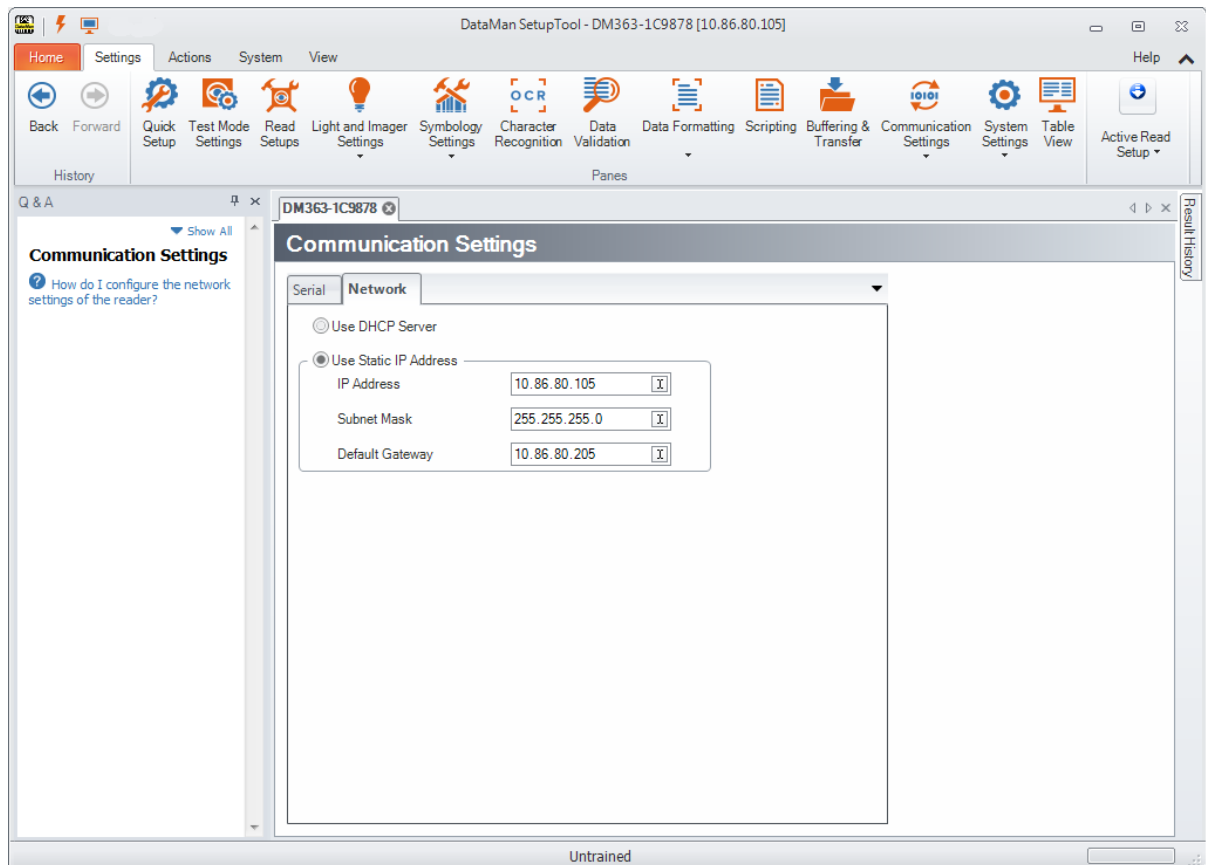 DataMan
DataMan SetupTool - DM363-1C9878 [10.86.80.105]
Home Settings Actions System View Help
Back Forward
History
Quick Setup
Test Mode Settings
Read Setups
Light and Imager Settings
Symbology Settings
OCR
Character Recognition
Data Validation
Data Formatting
Scripting
Buffering & Transfer
10101
Communication Settings
System Settings
Table View
Panes
Active Read Setup
Q & A
Show All
Communication Settings
? How do I configure the network
settings of the reader?
DM363-1C9878
Communication Settings
Serial Network
Use DHCP Server
Use Static IP Address
IP Address 10.86.80.105
Subnet Mask 255.255.255.0
Default Gateway 10.86.80.205
Result History
Untrained